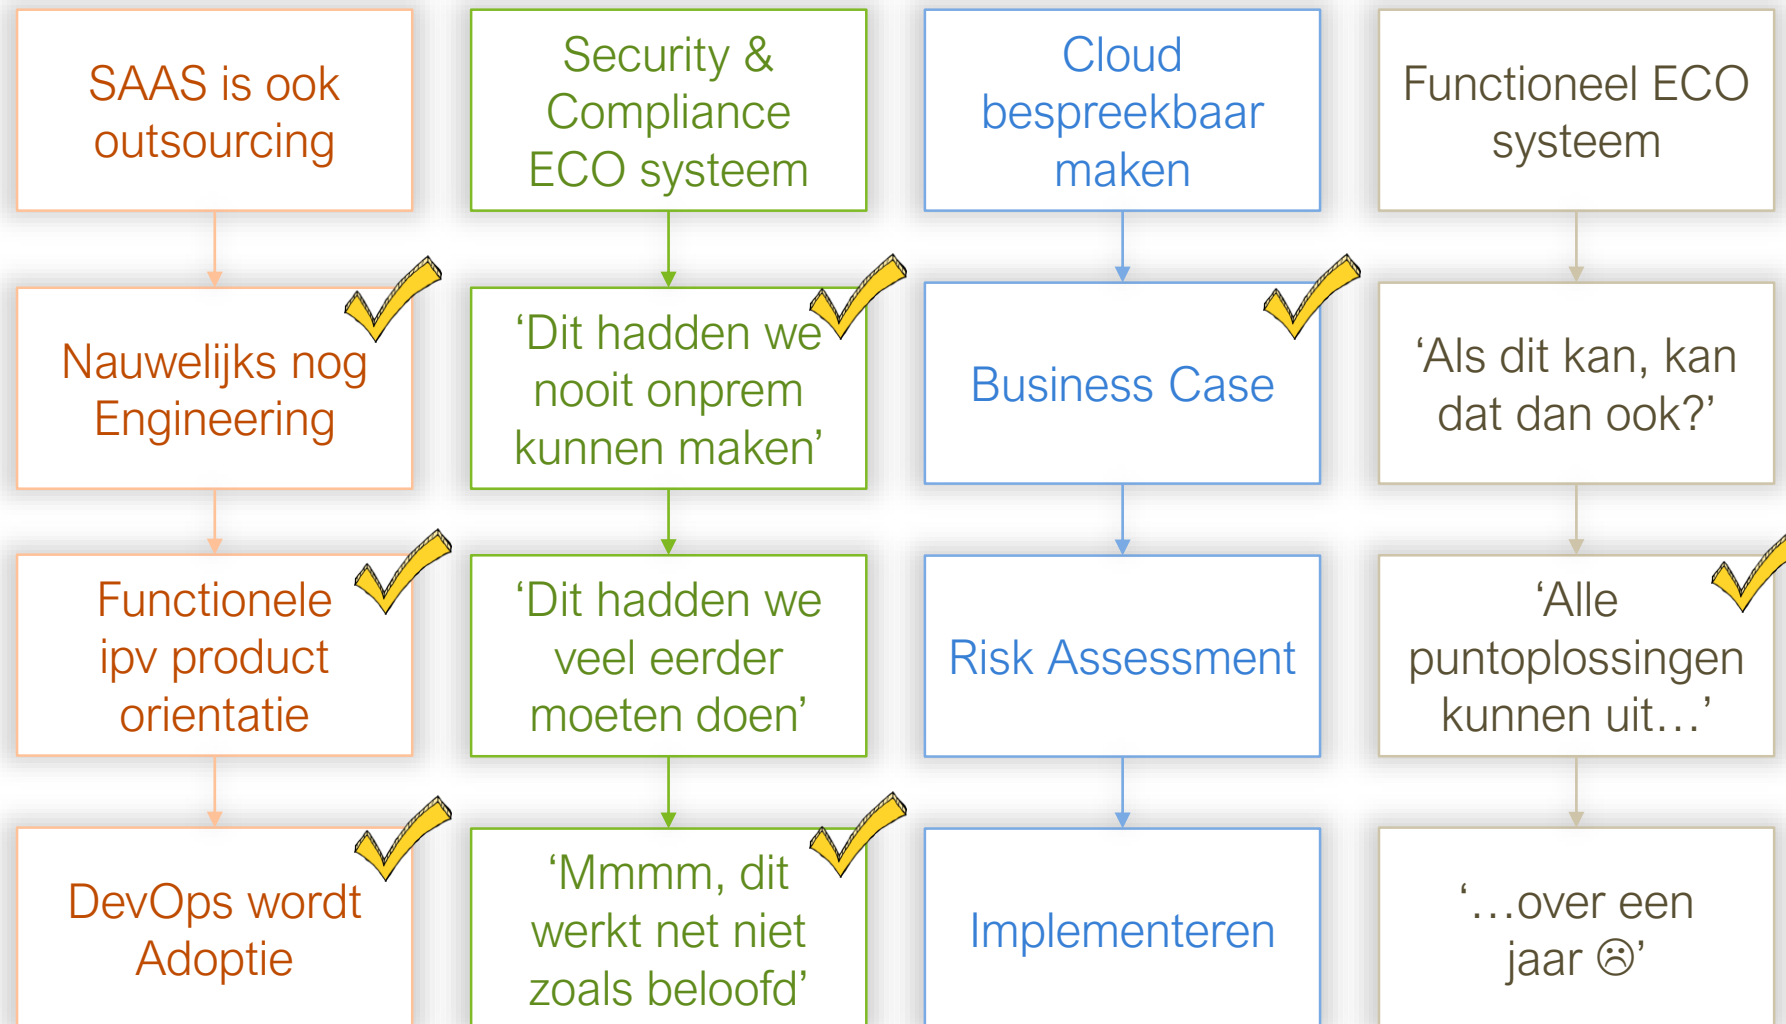 SAAS is ook
outsourcing
Nauwelijks nog
Engineering
Functionele
ipv product
orientatie
DevOps wordt
Adoptie
Security &
Compliance
ECO systeem
‘Dit hadden we
nooit onprem
kunnen maken’
‘Dit hadden we
veel eerder
moeten doen’
‘Mmmm, dit
werkt net niet
zoals beloofd’
Cloud
bespreekbaar
maken
Business Case
Risk Assessment
Implementeren
Functioneel ECO
systeem
‘Als dit kan, kan
dat dan ook?’
‘Alle
puntoplossingen
kunnen uit…’
‘…over een
jaar ☹’